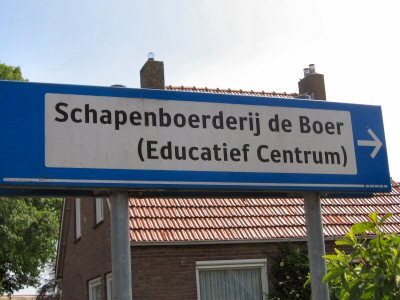 Schapenboerderij de Boer
(Educatief Centrum)